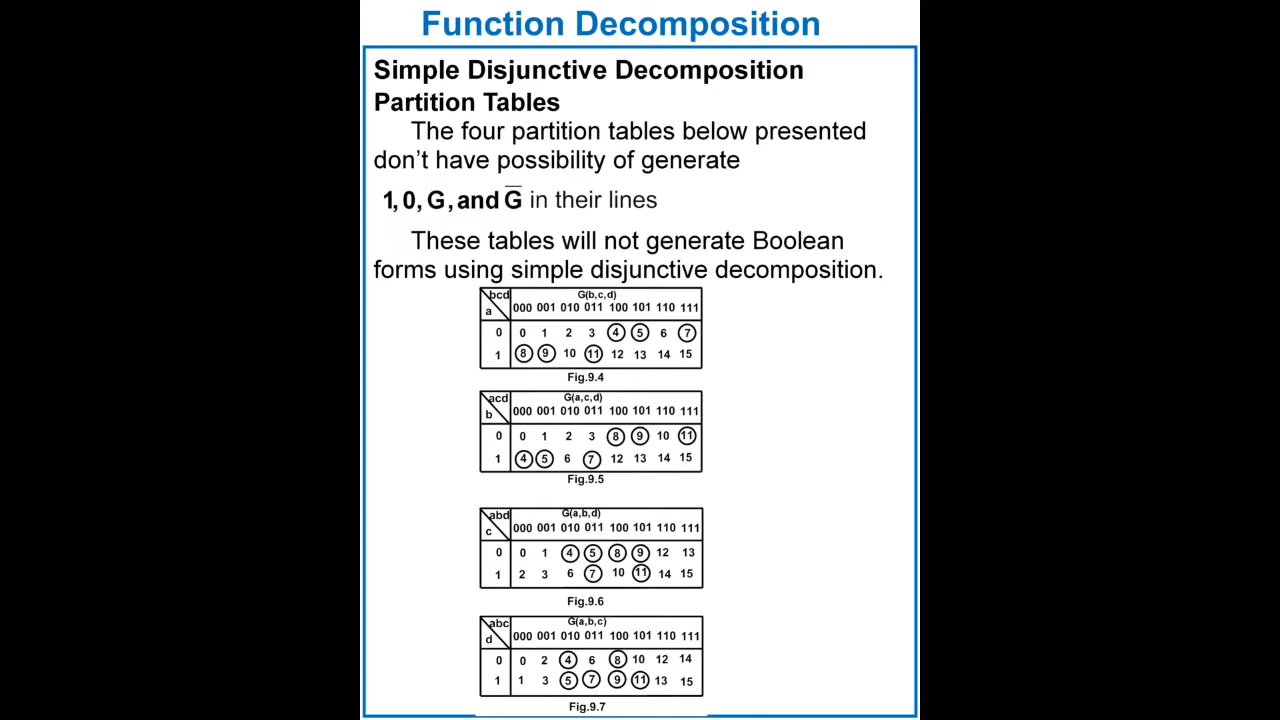 Function Decomposition
Simple Disjunctive Decomposition
Partition Tables
The four partition tables below presented
don't have possibility of generate
1, 0, G, and G̅ in their lines
These tables will not generate Boolean
forms using simple disjunctive decomposition.
bcd G(b,c,d)
a 000 001 010 011 100 101 110 111
0 0 1 2 3 4 5 6 7
1 8 9 10 11 12 13 14 15
Fig.9.4
acd G(a,c,d)
b 000 001 010 011 100 101 110 111
0 0 1 2 3 8 9 10 11
1 4 5 6 7 12 13 14 15
Fig.9.5
abd G(a,b,d)
c 000 001 010 011 100 101 110 111
0 0 1 4 5 8 9 12 13
1 2 3 6 7 10 11 14 15
Fig.9.6
abc G(a,b,c)
d 000 001 010 011 100 101 110 111
0 0 2 4 6 8 10 12 14
1 1 3 5 7 9 11 13 15
Fig.9.7